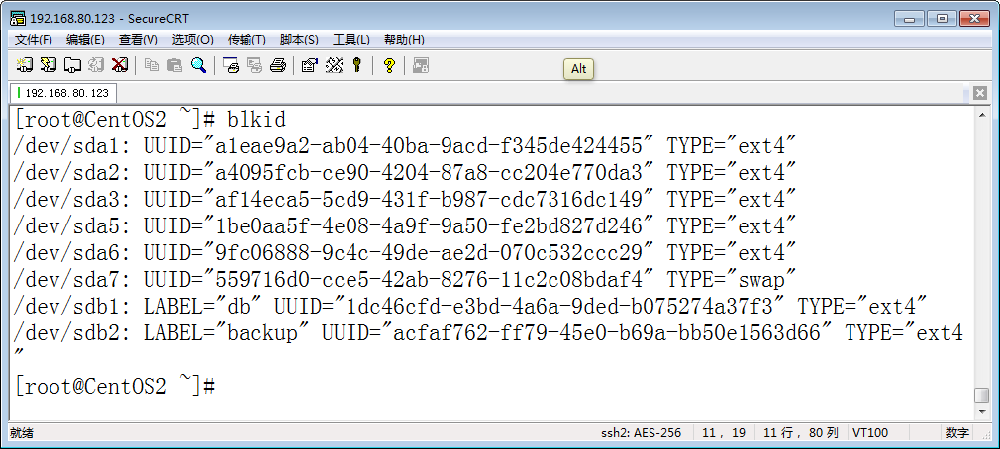 192.168.80.123 - SecureCRT
文件(F) 编辑(E) 查看(V) 选项(O) 传输(T) 脚本(S) 工具(L) 帮助(H)
Alt
192.168.80.123
[root@CentOS2 ~]# blkid
/dev/sda1: UUID="a1eae9a2-ab04-40ba-9acd-f345de424455" TYPE="ext4"
/dev/sda2: UUID="a4095fcb-ce90-4204-87a8-cc204e770da3" TYPE="ext4"
/dev/sda3: UUID="af14eca5-5cd9-431f-b987-cdc7316dc149" TYPE="ext4"
/dev/sda5: UUID="1be0aa5f-4e08-4a9f-9a50-fe2bd827d246" TYPE="ext4"
/dev/sda6: UUID="9fc06888-9c4c-49de-ae2d-070c532ccc29" TYPE="ext4"
/dev/sda7: UUID="559716d0-cce5-42ab-8276-11c2c08bdaf4" TYPE="swap"
/dev/sdb1: LABEL="db" UUID="1dc46cfd-e3bd-4a6a-9ded-b075274a37f3" TYPE="ext4"
/dev/sdb2: LABEL="backup" UUID="acfaf762-ff79-45e0-b69a-bb50e1563d66" TYPE="ext4
"
[root@CentOS2 ~]#
就绪 ssh2: AES-256 11, 19 11 行, 80 列 VT100 数字